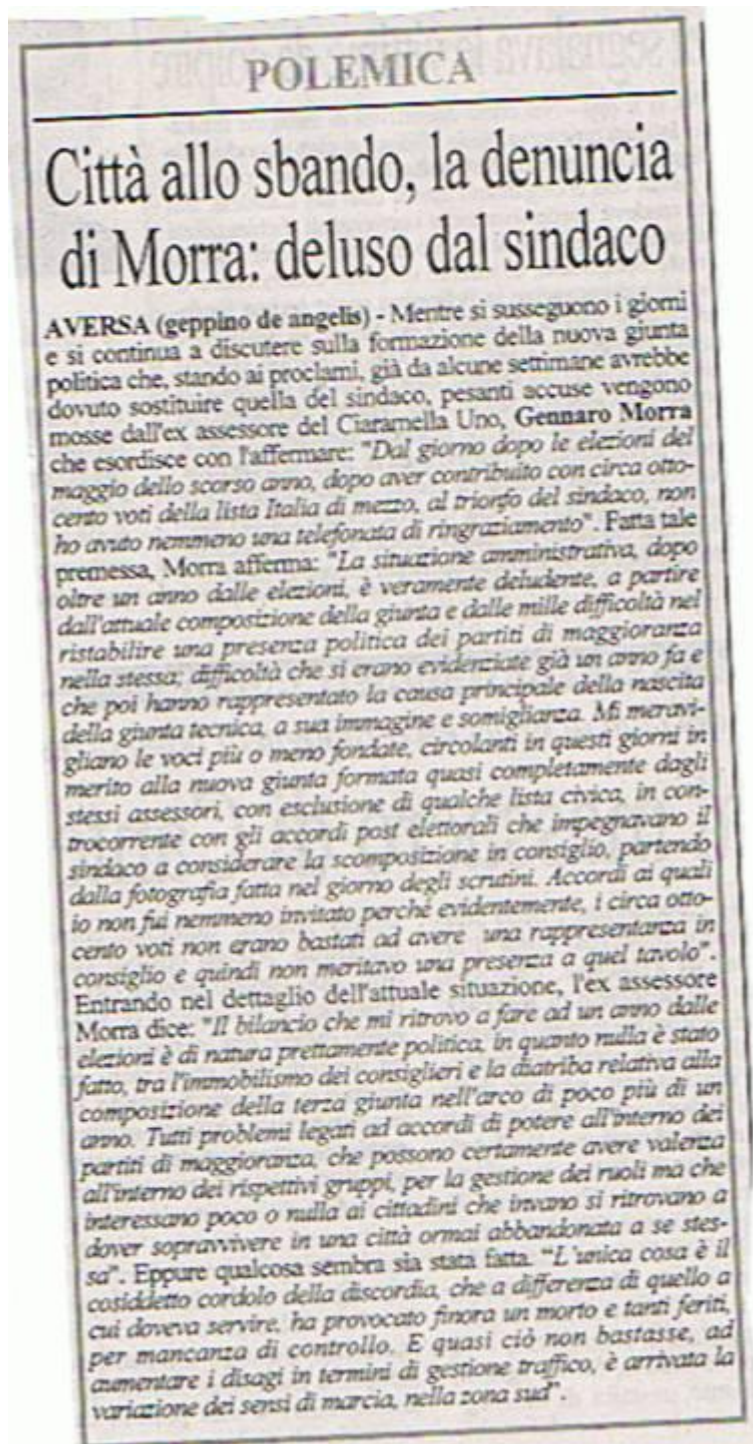 POLEMICA
Città allo sbando, la denuncia
di Morra: deluso dal sindaco
AVERSA (geppino de angelis) - Mentre si susseguono i giorni
e si continua a discutere sulla formazione della nuova giunta
politica che, stando ai proclami, già da alcune settimane avrebbe
dovuto sostituire quella del sindaco, pesanti accuse vengono
mosse dall'ex assessore del Ciaramella Uno, Gennaro Morra
che esordisce con l'affermare: "Dal giorno dopo le elezioni del
maggio dello scorso anno, dopo aver contribuito con circa otto-
cento voti della lista Italia di mezzo, al trionfo del sindaco, non
ho avuto nemmeno una telefonata di ringraziamento". Fatta tale
premessa, Morra afferma: "La situazione amministrativa, dopo
oltre un anno dalle elezioni, è veramente deludente, a partire
dall'attuale composizione della giunta e dalle mille difficoltà nel
ristabilire una presenza politica dei partiti di maggioranza
nella stessa; difficoltà che si erano evidenziate già un anno fa e
che poi hanno rappresentato la causa principale della nascita
della giunta tecnica, a sua immagine e somiglianza. Mi meravi-
gliano le voci più o meno fondate, circolanti in questi giorni in
merito alla nuova giunta formata quasi completamente dagli
stessi assessori, con esclusione di qualche lista civica, in con-
trocorrente con gli accordi post elettorali che impegnavano il
sindaco a considerare la scomposizione in consiglio, partendo
dalla fotografia fatta nel giorno degli scrutini. Accordi ai quali
io non fui nemmeno invitato perché evidentemente, i circa otto-
cento voti non erano bastati ad avere una rappresentanza in
consiglio e quindi non meritavo una presenza a quel tavolo".
Entrando nel dettaglio dell'attuale situazione, l'ex assessore
Morra dice: "Il bilancio che mi ritrovo a fare ad un anno dalle
elezioni è di natura prettamente politica, in quanto nulla è stato
fatto, tra l'immobilismo dei consiglieri e la diatriba relativa alla
composizione della terza giunta nell'arco di poco più di un
anno. Tutti problemi legati ad accordi di potere all'interno dei
partiti di maggioranza, che possono certamente avere valenza
all'interno dei rispettivi gruppi, per la gestione dei ruoli ma che
interessano poco o nulla ai cittadini che invano si ritrovano a
dover sopravvivere in una città ormai abbandonata a se stes-
sa". Eppure qualcosa sembra sia stata fatta. "L'unica cosa è il
cosiddetto cordolo della discordia, che a differenza di quello a
cui doveva servire, ha provocato finora un morto e tanti feriti,
per mancanza di controllo. E quasi ciò non bastasse, ad
aumentare i disagi in termini di gestione traffico, è arrivata la
variazione dei sensi di marcia, nella zona sud".